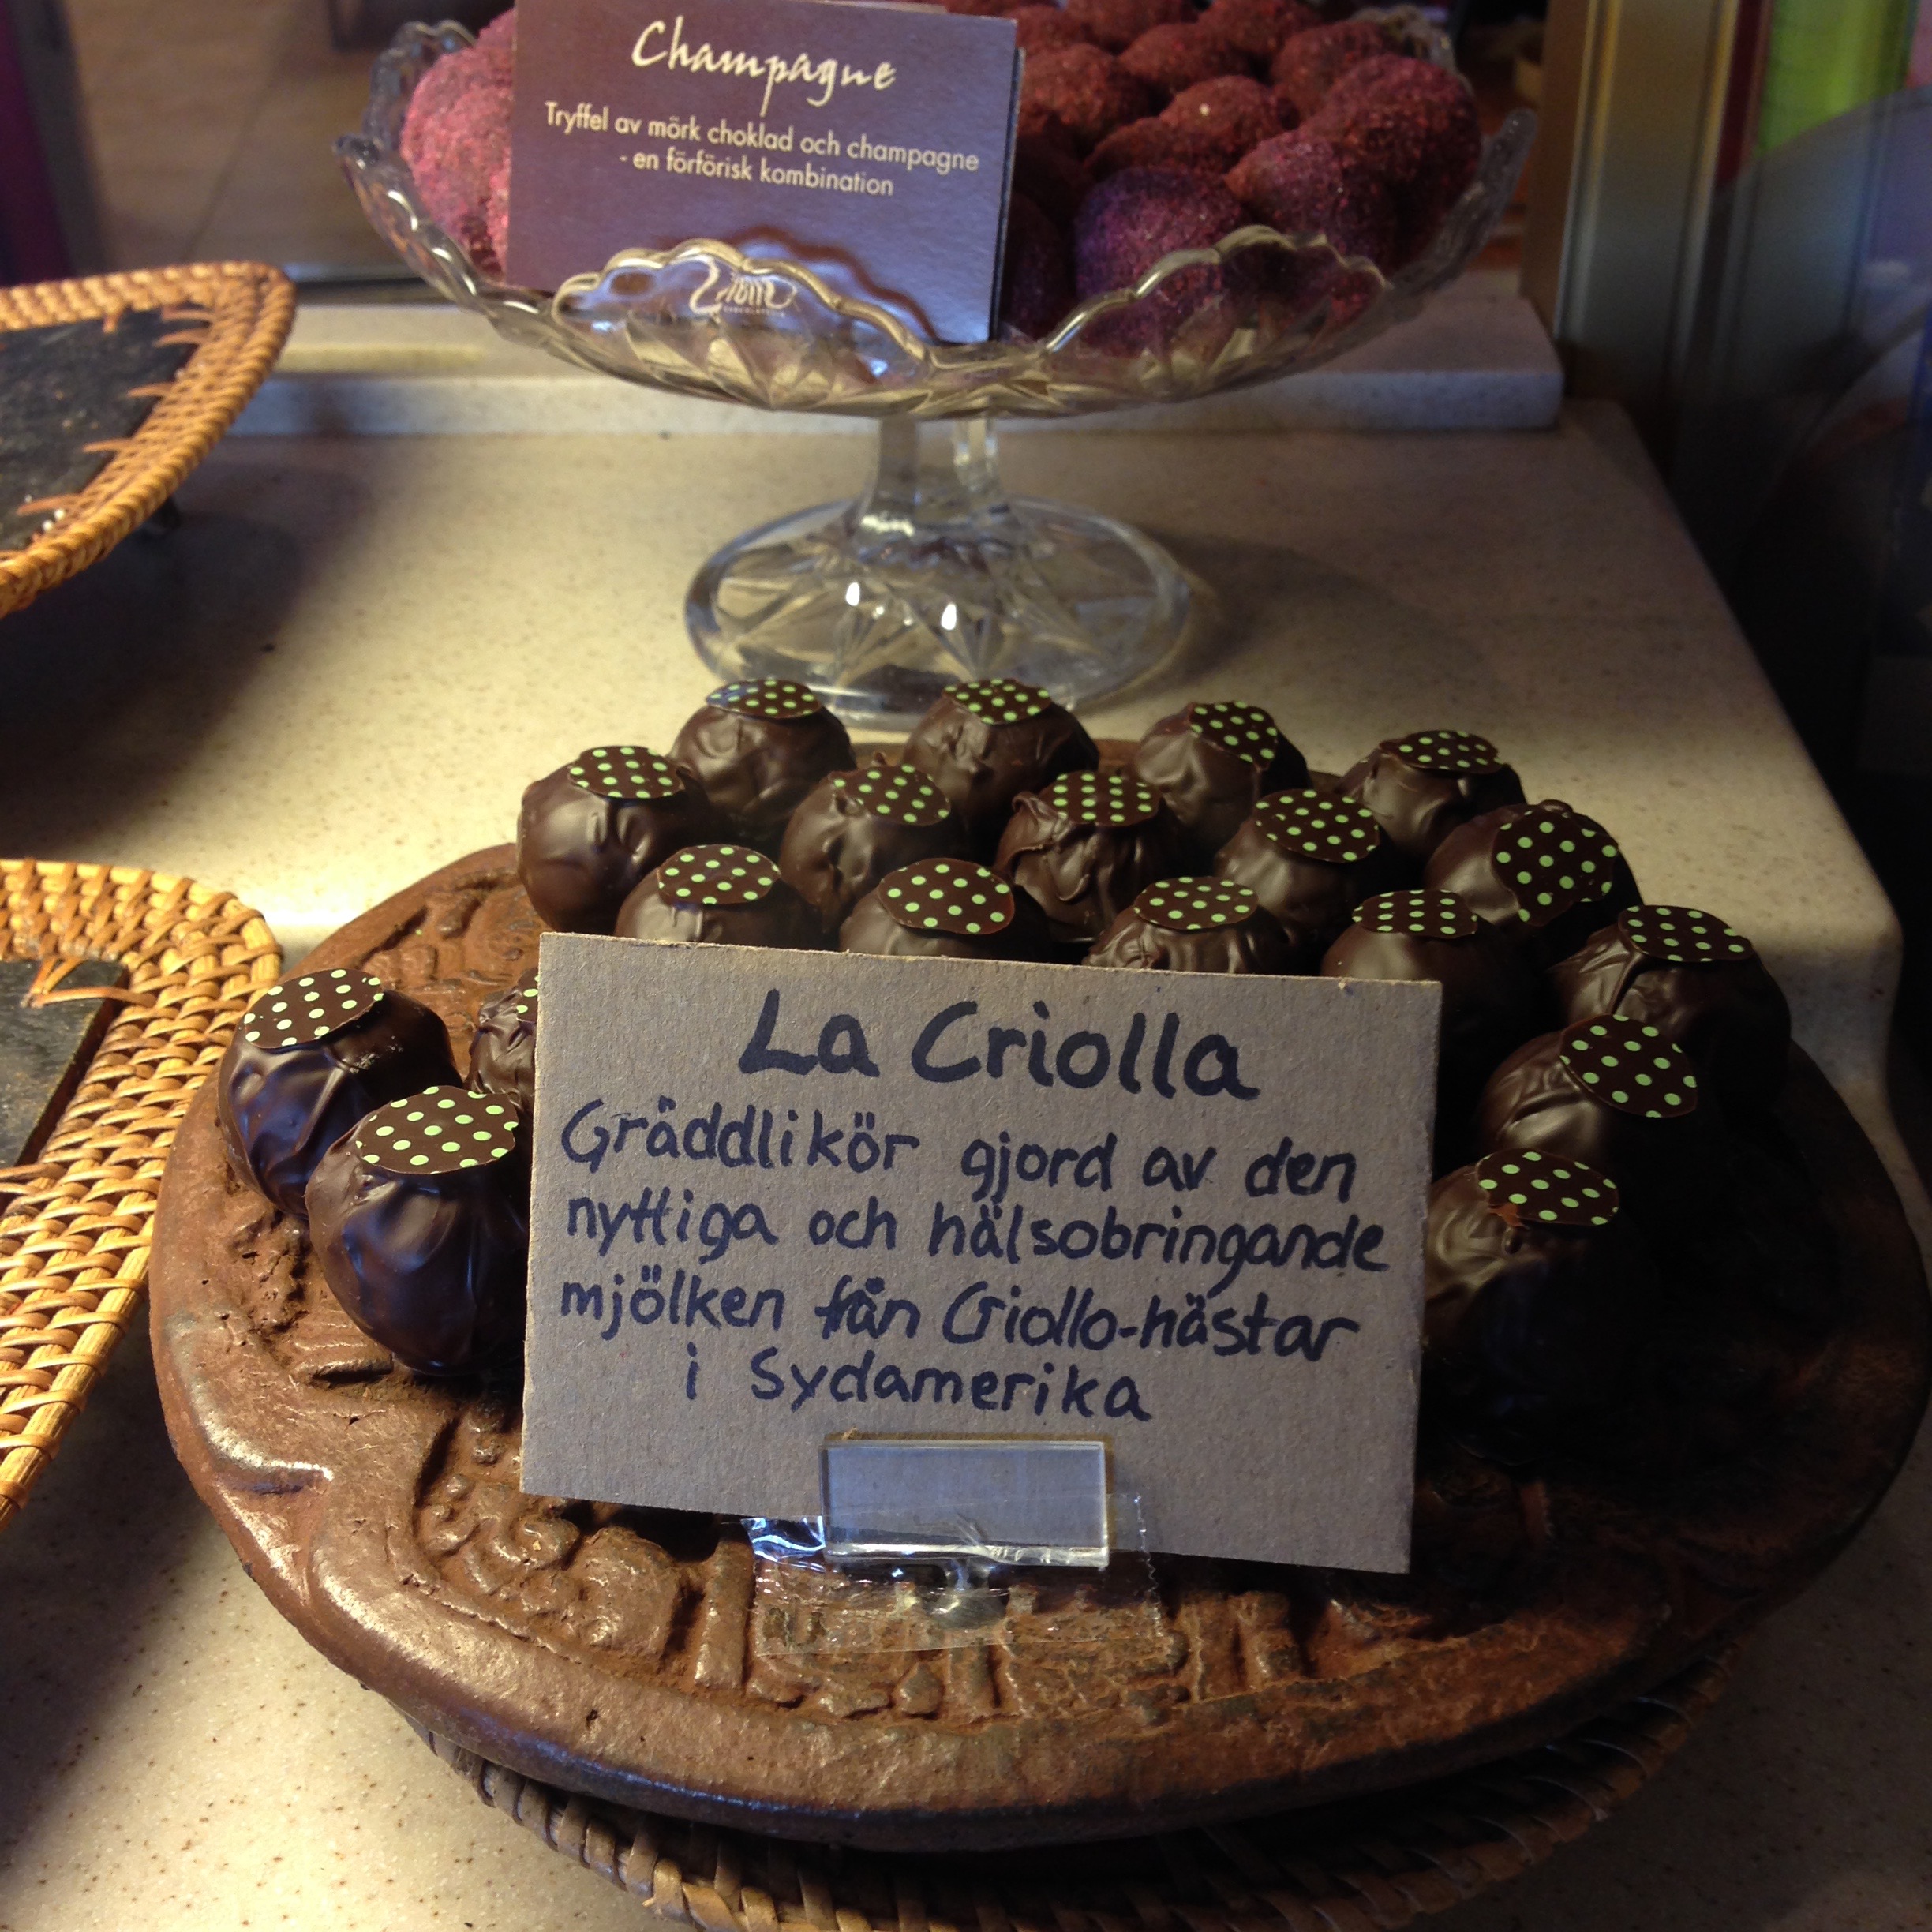 Champagne
Tryffel av mörk choklad och champagne
- en förförisk kombination
La Criolla
Gräddlikör gjord av den
nyttiga och hälsobringande
mjölken från Criollo-hästar
i Sydamerika